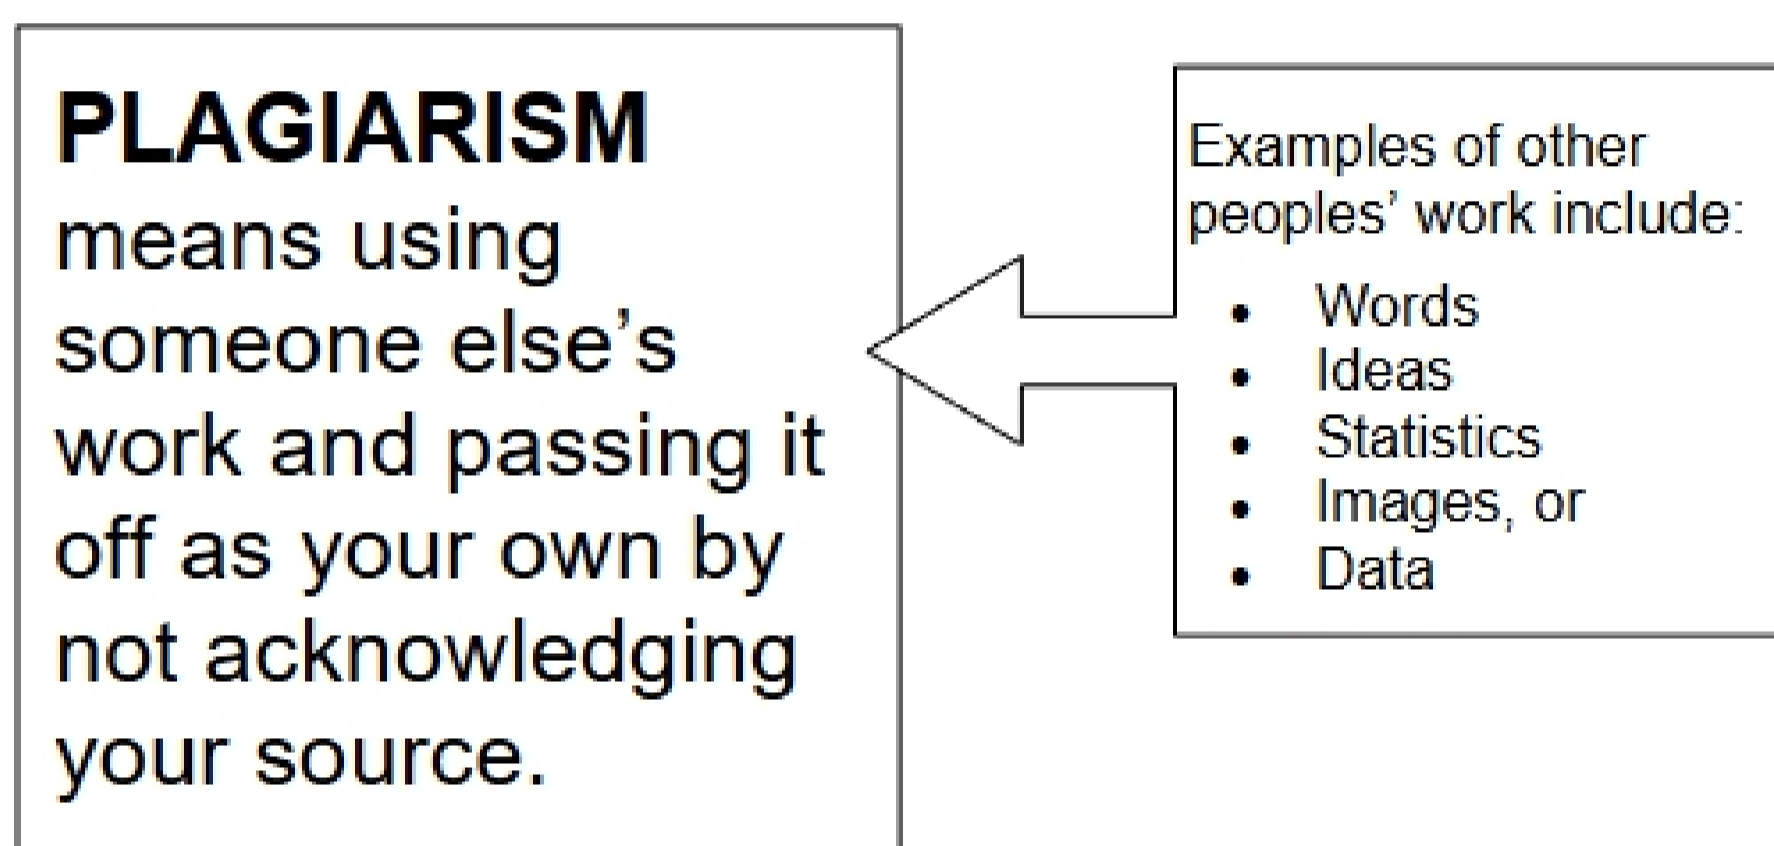 PLAGIARISM
means using
someone else’s
work and passing it
off as your own by
not acknowledging
your source.
Examples of other
peoples’ work include:
• Words
• Ideas
• Statistics
• Images, or
• Data